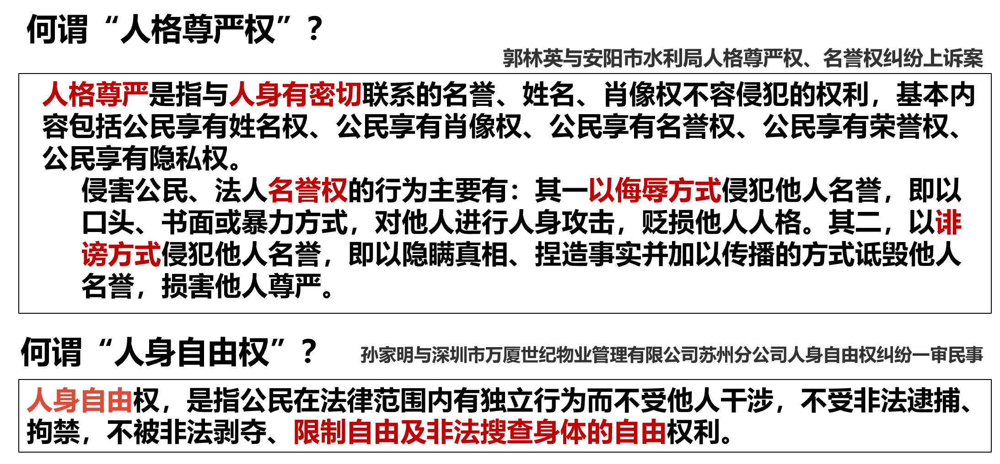 何谓“人格尊严权”？
郭林英与安阳市水利局人格尊严权、名誉权纠纷上诉案
人格尊严是指与人身有密切联系的名誉、姓名、肖像权不容侵犯的权利，基本内
容包括公民享有姓名权、公民享有肖像权、公民享有名誉权、公民享有荣誉权、
公民享有隐私权。
侵害公民、法人名誉权的行为主要有：其一以侮辱方式侵犯他人名誉，即以
口头、书面或暴力方式，对他人进行人身攻击，贬损他人人格。其二，以诽
谤方式侵犯他人名誉，即以隐瞒真相、捏造事实并加以传播的方式诋毁他人
名誉，损害他人尊严。
何谓“人身自由权”？
孙家明与深圳市万厦世纪物业管理有限公司苏州分公司人身自由权纠纷一审民事
人身自由权，是指公民在法律范围内有独立行为而不受他人干涉，不受非法逮捕、
拘禁，不被非法剥夺、限制自由及非法搜查身体的自由权利。